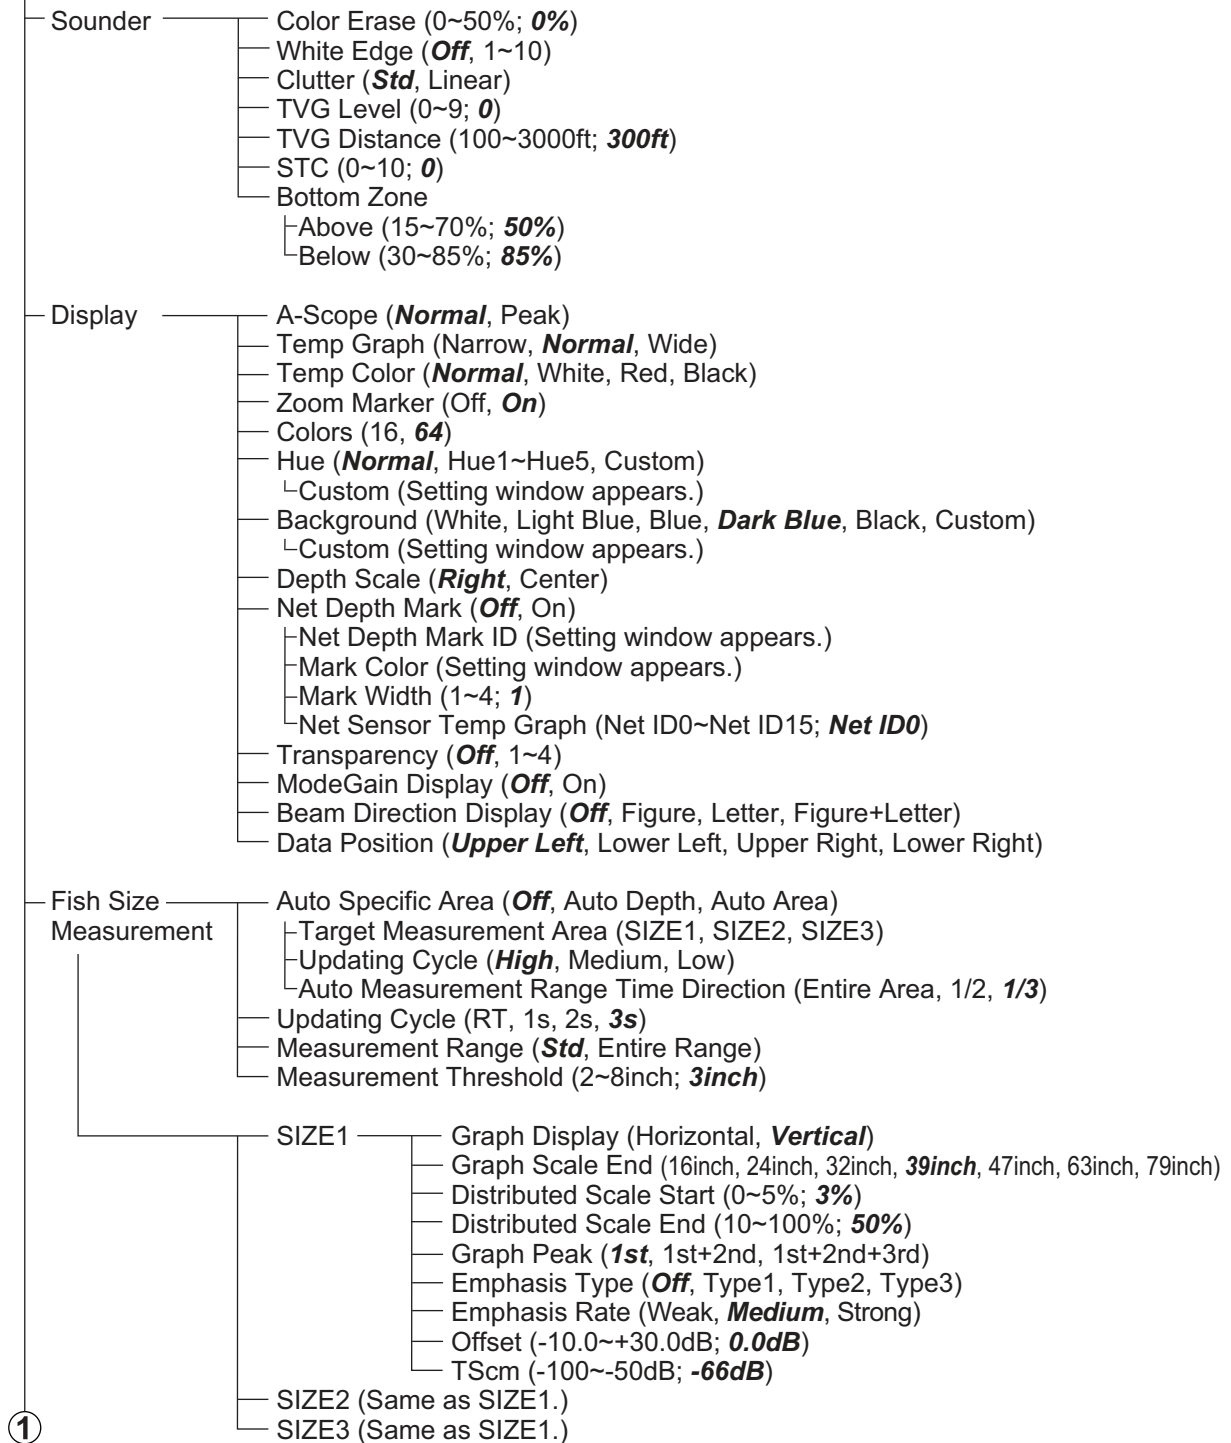 Sounder Color Erase (0~50%; 0%)
White Edge (Off, 1~10)
Clutter (Std, Linear)
TVG Level (0~9; 0)
TVG Distance (100~3000ft; 300ft)
STC (0~10; 0)
Bottom Zone
Above (15~70%; 50%)
Below (30~85%; 85%)
Display A-Scope (Normal, Peak)
Temp Graph (Narrow, Normal, Wide)
Temp Color (Normal, White, Red, Black)
Zoom Marker (Off, On)
Colors (16, 64)
Hue (Normal, Hue1~Hue5, Custom)
Custom (Setting window appears.)
Background (White, Light Blue, Blue, Dark Blue, Black, Custom)
Custom (Setting window appears.)
Depth Scale (Right, Center)
Net Depth Mark (Off, On)
Net Depth Mark ID (Setting window appears.)
Mark Color (Setting window appears.)
Mark Width (1~4; 1)
Net Sensor Temp Graph (Net ID0~Net ID15; Net ID0)
Transparency (Off, 1~4)
ModeGain Display (Off, On)
Beam Direction Display (Off, Figure, Letter, Figure+Letter)
Data Position (Upper Left, Lower Left, Upper Right, Lower Right)
Fish Size Auto Specific Area (Off, Auto Depth, Auto Area)
Measurement Target Measurement Area (SIZE1, SIZE2, SIZE3)
Updating Cycle (High, Medium, Low)
Auto Measurement Range Time Direction (Entire Area, 1/2, 1/3)
Updating Cycle (RT, 1s, 2s, 3s)
Measurement Range (Std, Entire Range)
Measurement Threshold (2~8inch; 3inch)
SIZE1 Graph Display (Horizontal, Vertical)
Graph Scale End (16inch, 24inch, 32inch, 39inch, 47inch, 63inch, 79inch)
Distributed Scale Start (0~5%; 3%)
Distributed Scale End (10~100%; 50%)
Graph Peak (1st, 1st+2nd, 1st+2nd+3rd)
Emphasis Type (Off, Type1, Type2, Type3)
Emphasis Rate (Weak, Medium, Strong)
Offset (-10.0~+30.0dB; 0.0dB)
TScm (-100~-50dB; -66dB)
SIZE2 (Same as SIZE1.)
SIZE3 (Same as SIZE1.)
1